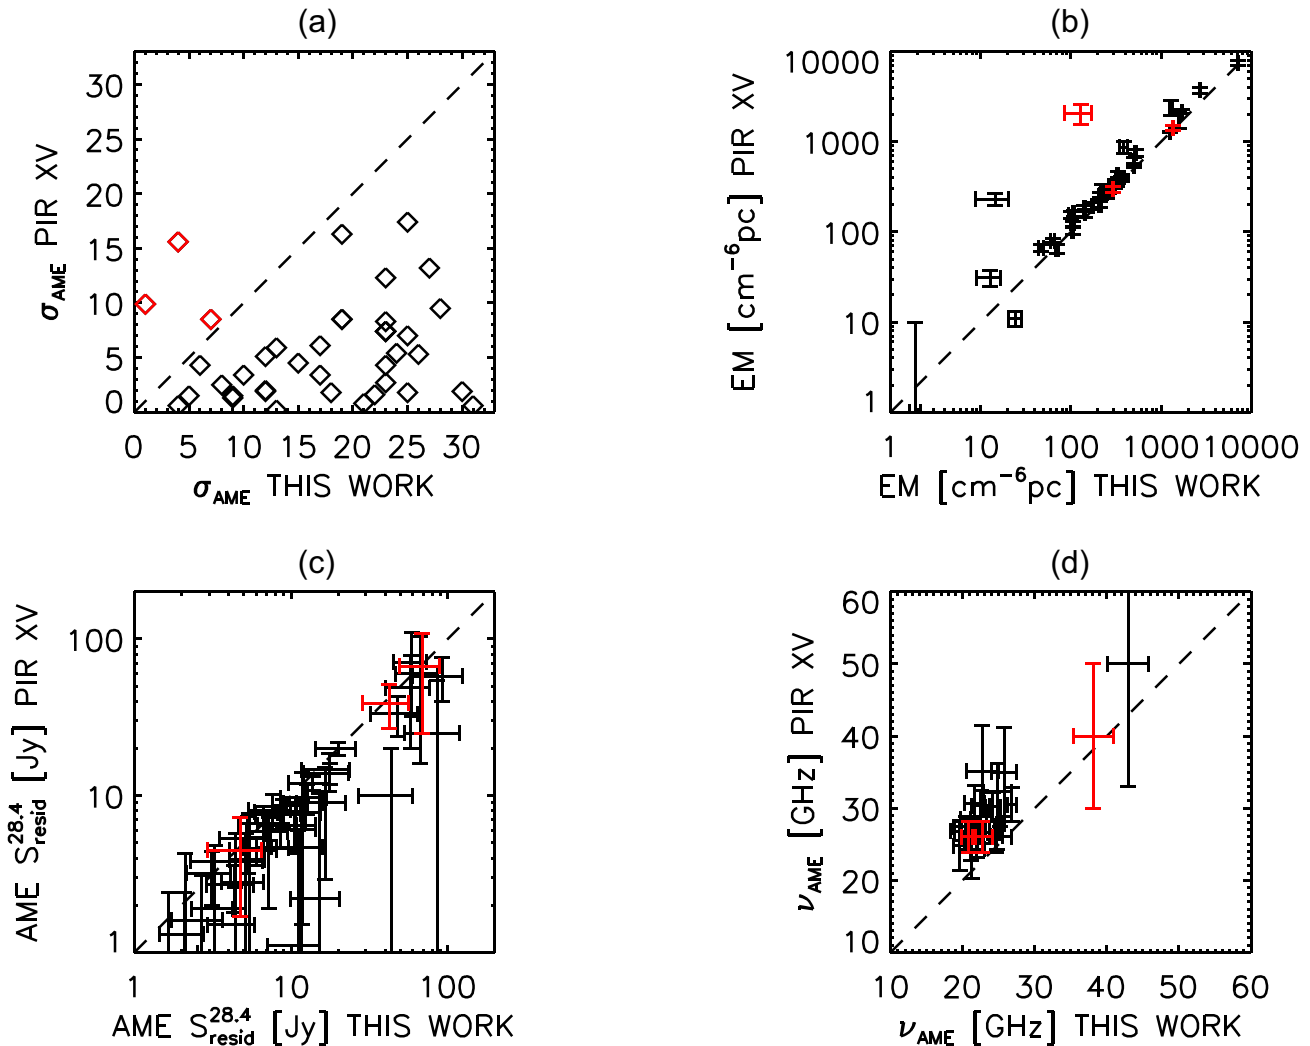 (a)
σAME PIR XV
30
25
20
15
10
5
0
0 5 10 15 20 25 30
σAME THIS WORK
(b)
EM [cm⁻⁶pc] PIR XV
10000
1000
100
10
1
1 10 100 1000 10000
EM [cm⁻⁶pc] THIS WORK
(c)
AME S28.4resid [Jy] PIR XV
100
10
1
1 10 100
AME S28.4resid [Jy] THIS WORK
(d)
νAME [GHz] PIR XV
60
50
40
30
20
10
10 20 30 40 50 60
νAME [GHz] THIS WORK